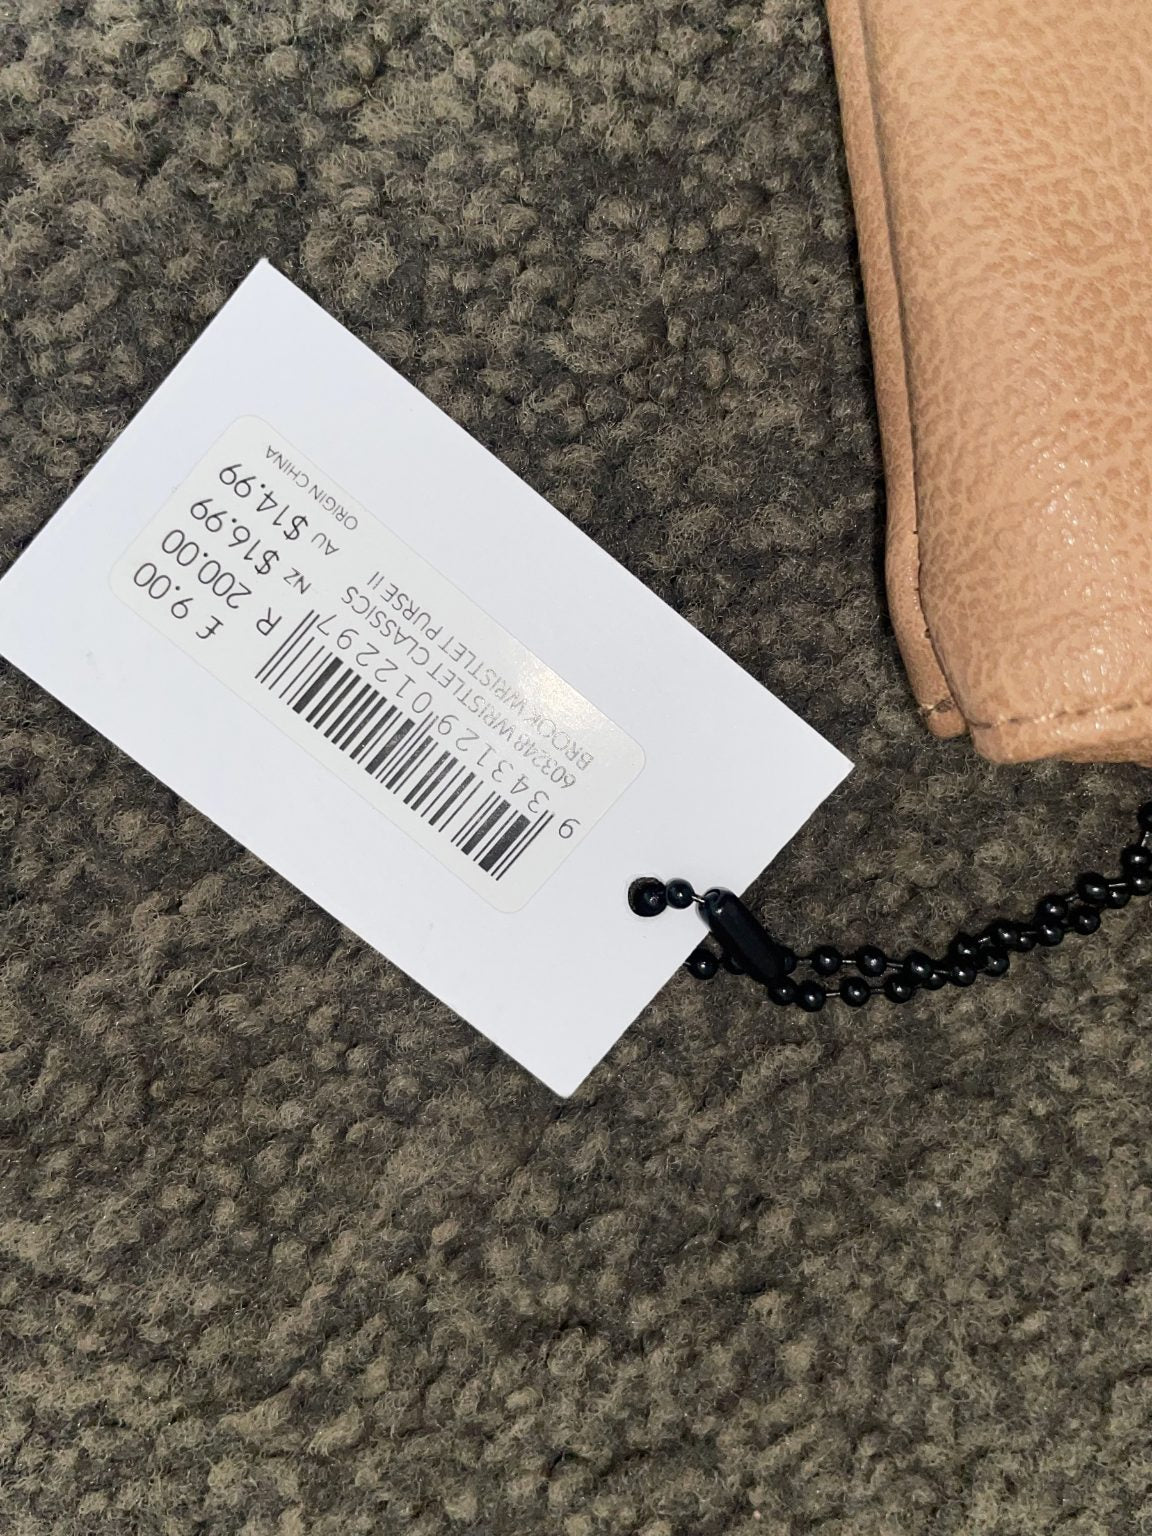 BROOK WRISTLET PURSE II
603248 WRISTLET CLASSICS
9 343129 012297
ORIGIN CHINA
AU $14.99
NZ $16.99
R 200.00
£ 9.00